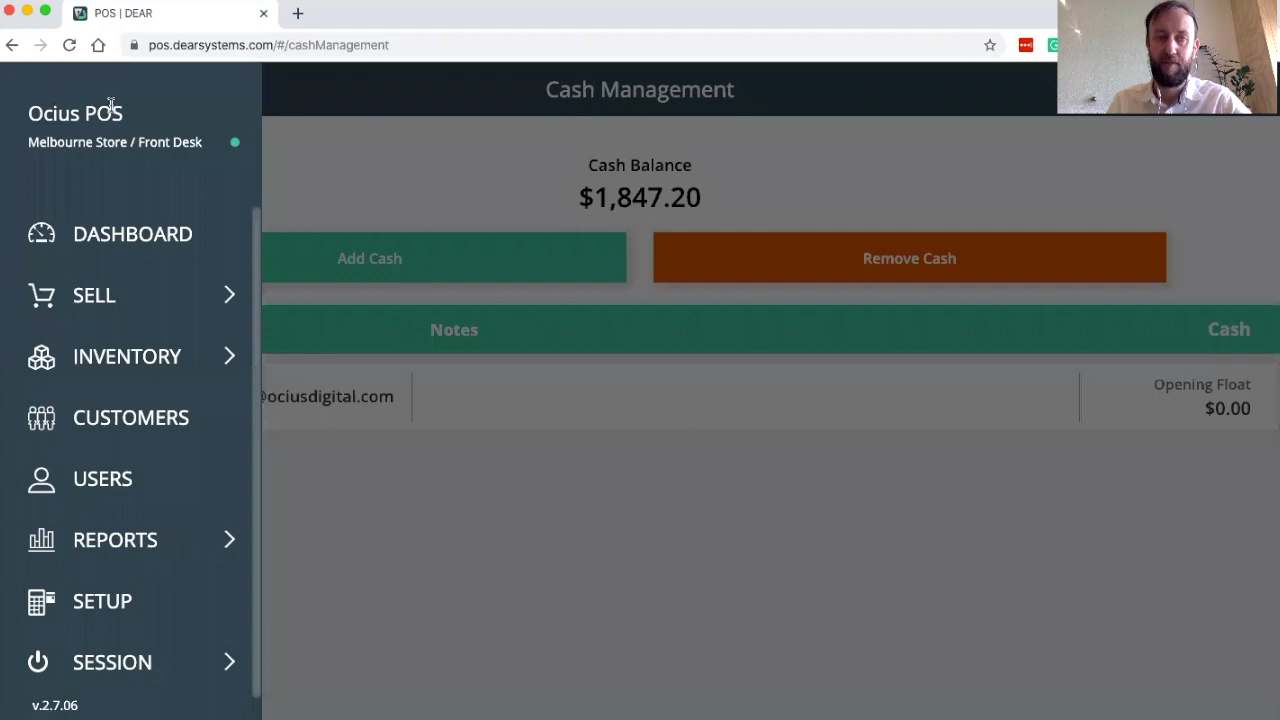 POS | DEAR
pos.dearsystems.com/#/cashManagement
Ocius POS
Melbourne Store / Front Desk
DASHBOARD
SELL
INVENTORY
CUSTOMERS
USERS
REPORTS
SETUP
SESSION
v.2.7.06
Cash Management
Cash Balance
$1,847.20
Add Cash
Remove Cash
Notes
Cash
@ociusdigital.com
Opening Float
$0.00